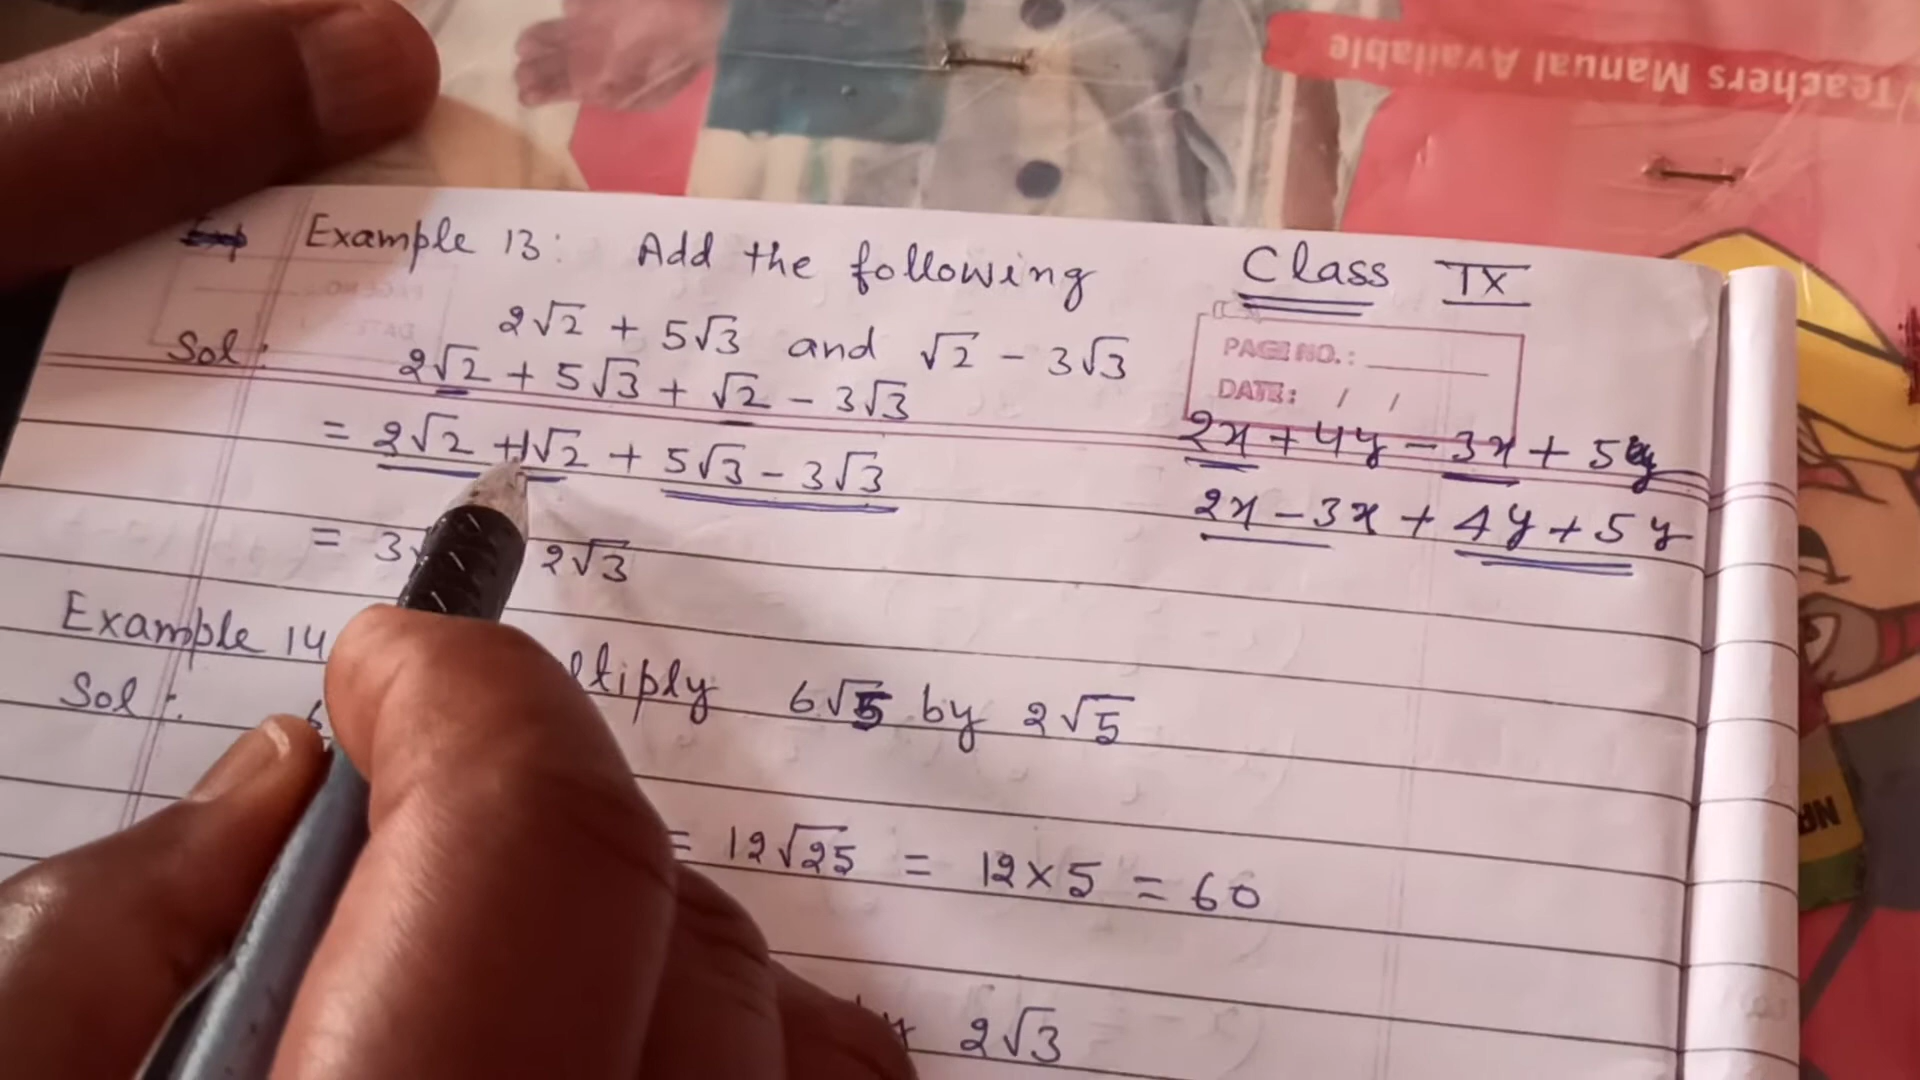 Teachers Manual Available
Example 13: Add the following
Class IX
2√2 + 5√3 and √2 - 3√3
PAGE NO.:
DATE: / /
Sol: 2√2 + 5√3 + √2 - 3√3
= 2√2 + 1√2 + 5√3 - 3√3
2x + 4y - 3x + 5y
2x - 3x + 4y + 5y
= 3 2√3
Example 14
6√5 by 2√5
Sol: 6
= 12√25 = 12×5 = 60
2√3